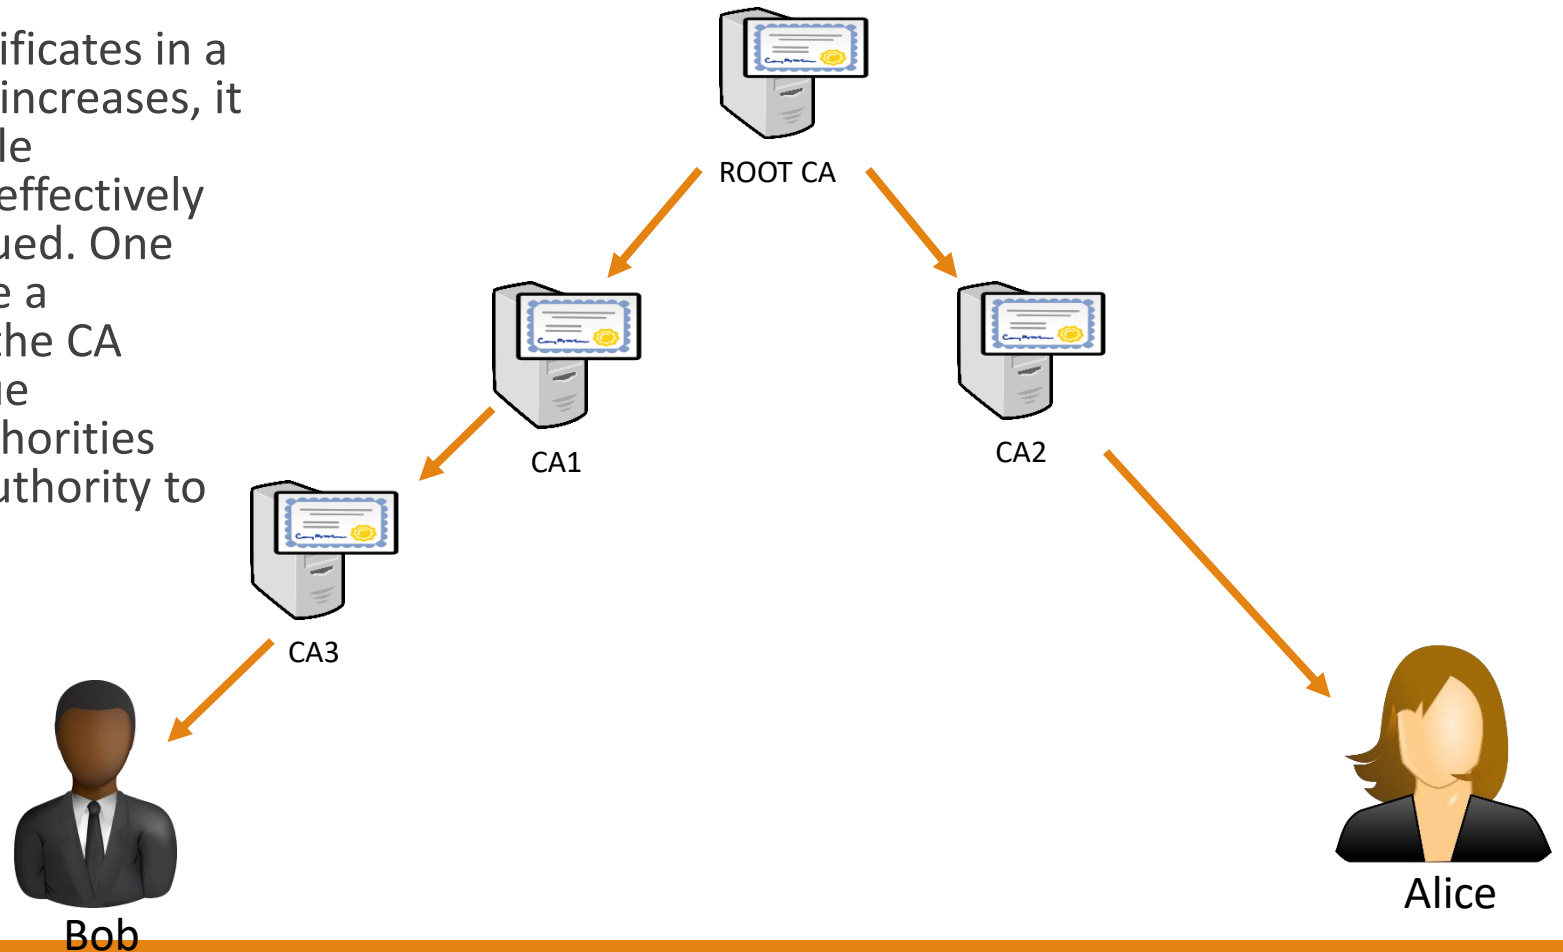 ificates in a
increases, it
le
effectively
ued. One
e a
the CA
ue
horities
uthority to
ROOT CA
CA1
CA2
CA3
Bob
Alice